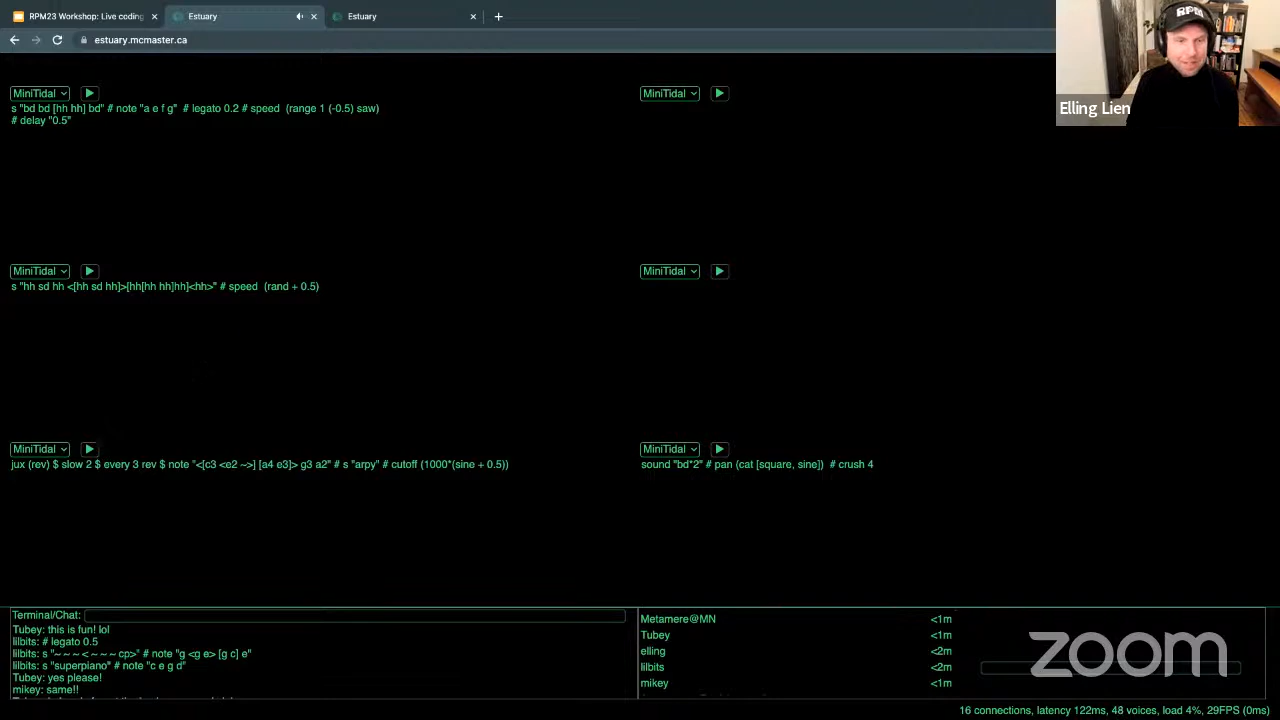 RPM23 Workshop: Live coding
Estuary
Estuary
estuary.mcmaster.ca
RPM
Elling Lien
MiniTidal
s "bd bd [hh hh] bd" # note "a e f g"  # legato 0.2 # speed  (range 1 (-0.5) saw)
# delay "0.5"
MiniTidal
MiniTidal
s "hh sd hh <[hh sd hh]>[hh[hh hh]hh]<hh>" # speed  (rand + 0.5)
MiniTidal
MiniTidal
jux (rev) $ slow 2 $ every 3 rev $ note "<[c3 <e2 ~>] [a4 e3]> g3 a2" # s "arpy" # cutoff (1000*(sine + 0.5))
MiniTidal
sound "bd*2" # pan (cat [square, sine])  # crush 4
Terminal/Chat:
Tubey: this is fun! lol
lilbits: # legato 0.5
lilbits: s "~ ~ ~ < ~ ~ ~ cp>" # note "g <g e> [g c] e"
lilbits: s "superpiano" # note "c e g d"
Tubey: yes please!
mikey: same!!
Metamere@MN <1m
Tubey <1m
elling <2m
lilbits <2m
mikey <1m
zoom
16 connections, latency 122ms, 48 voices, load 4%, 29FPS (0ms)